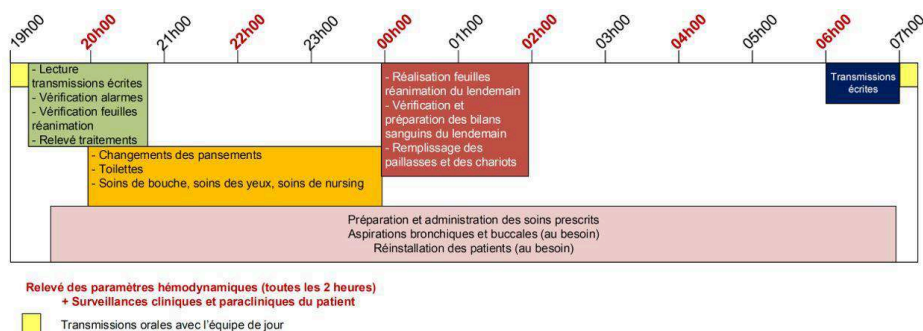 19h00
20h00
21h00
22h00
23h00
00h00
01h00
02h00
03h00
04h00
05h00
06h00
07h00
- Lecture
transmissions écrites
- Vérification alarmes
- Vérification feuilles
réanimation
- Relevé traitements
- Réalisation feuilles
réanimation du lendemain
- Vérification et
préparation des bilans
sanguins du lendemain
- Remplissage des
paillasses et des chariots
Transmissions
écrites
- Changements des pansements
- Toilettes
- Soins de bouche, soins des yeux, soins de nursing
Préparation et administration des soins prescrits
Aspirations bronchiques et buccales (au besoin)
Réinstallation des patients (au besoin)
Relevé des paramètres hémodynamiques (toutes les 2 heures)
+ Surveillances cliniques et paracliniques du patient
Transmissions orales avec l'équipe de jour